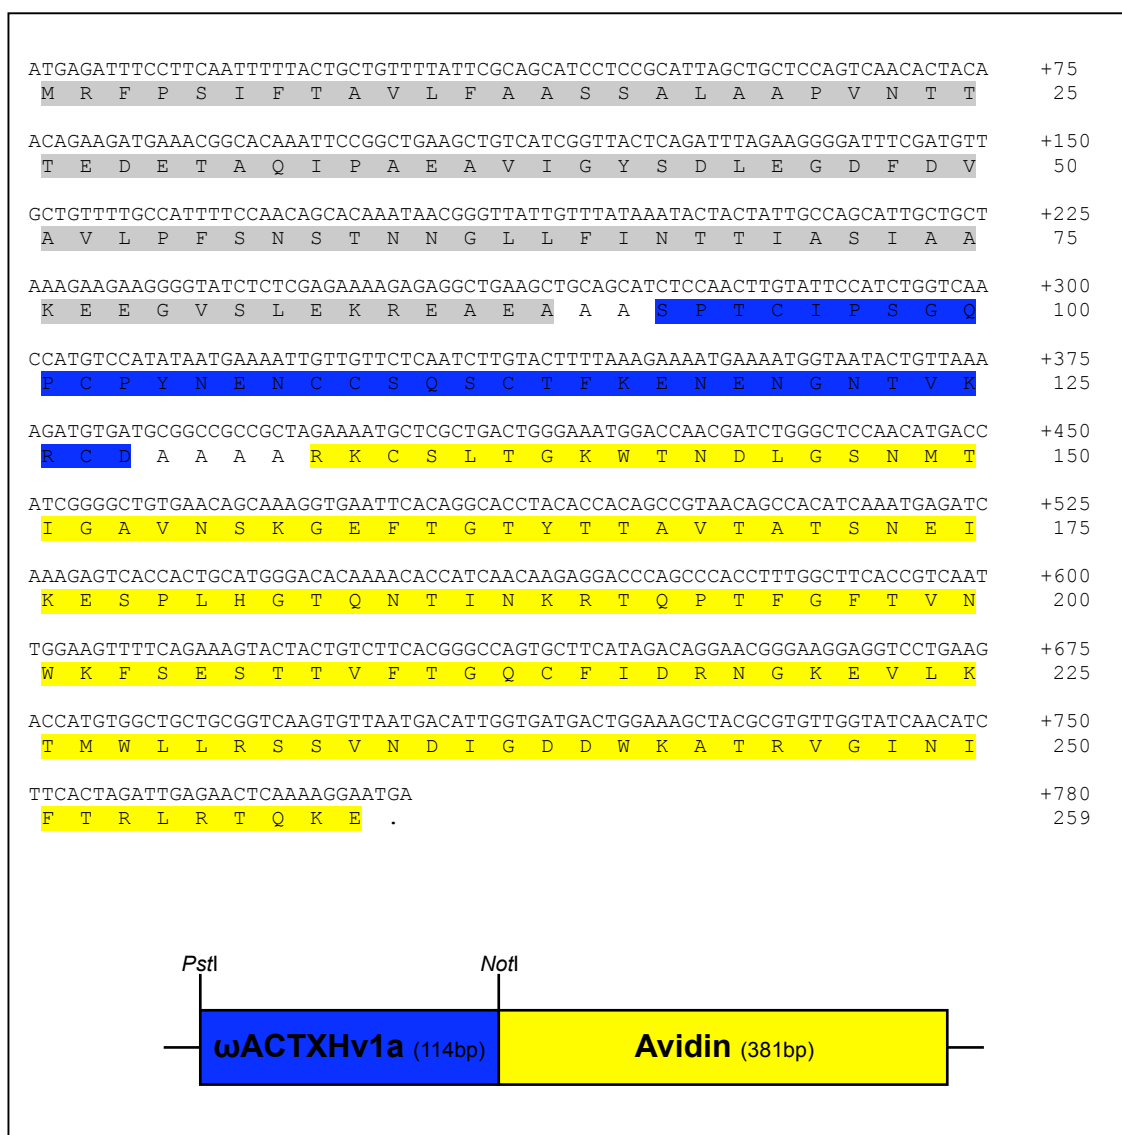 ATGAGATTTCCTTCAATTTTTACTGCTGTTTTATTCGCAGCATCCTCCGCATTAGCTGCTCCAGTCAACACTACA +75
M R F P S I F T A V L F A A S S A L A A P V N T T 25
ACAGAAGATGAAACGGCACAAATTCCGGCTGAAGCTGTCATCGGTTACTCAGATTTAGAAGGGGATTTCGATGTT +150
T E D E T A Q I P A E A V I G Y S D L E G D F D V 50
GCTGTTTTGCCATTTTCCAACAGCACAAATAACGGGTTATTGTTTATAAATACTACTATTGCCAGCATTGCTGCT +225
A V L P F S N S T N N G L L F I N T T I A S I A A 75
AAAGAAGAAGGGGTATCTCTCGAGAAAAGAGAGGCTGAAGCTGCAGCATCTCCAACTTGTATTCCATCTGGTCAA +300
K E E G V S L E K R E A E A A A S P T C I P S G Q 100
CCATGTCCATATAATGAAAATTGTTGTTCTCAATCTTGTACTTTTAAAGAAAATGAAAATGGTAATACTGTTAAA +375
P C P Y N E N C C S Q S C T F K E N E N G N T V K 125
AGATGTGATGCGGCCGCCGCTAGAAAATGCTCGCTGACTGGGAAATGGACCAACGATCTGGGCTCCAACATGACC +450
R C D A A A A R K C S L T G K W T N D L G S N M T 150
ATCGGGGCTGTGAACAGCAAAGGTGAATTCACAGGCACCTACACCACAGCCGTAACAGCCACATCAAATGAGATC +525
I G A V N S K G E F T G T Y T T A V T A T S N E I 175
AAAGAGTCACCACTGCATGGGACACAAAACACCATCAACAAGAGGACCCAGCCCACCTTTGGCTTCACCGTCAAT +600
K E S P L H G T Q N T I N K R T Q P T F G F T V N 200
TGGAAGTTTTCAGAAAGTACTACTGTCTTCACGGGCCAGTGCTTCATAGACAGGAACGGGAAGGAGGTCCTGAAG +675
W K F S E S T T V F T G Q C F I D R N G K E V L K 225
ACCATGTGGCTGCTGCGGTCAAGTGTTAATGACATTGGTGATGACTGGAAAGCTACGCGTGTTGGTATCAACATC +750
T M W L L R S S V N D I G D D W K A T R V G I N I 250
TTCACTAGATTGAGAACTCAAAAGGAATGA +780
F T R L R T Q K E . 259
PstI NotI
ωACTXHv1a (114bp) Avidin (381bp)